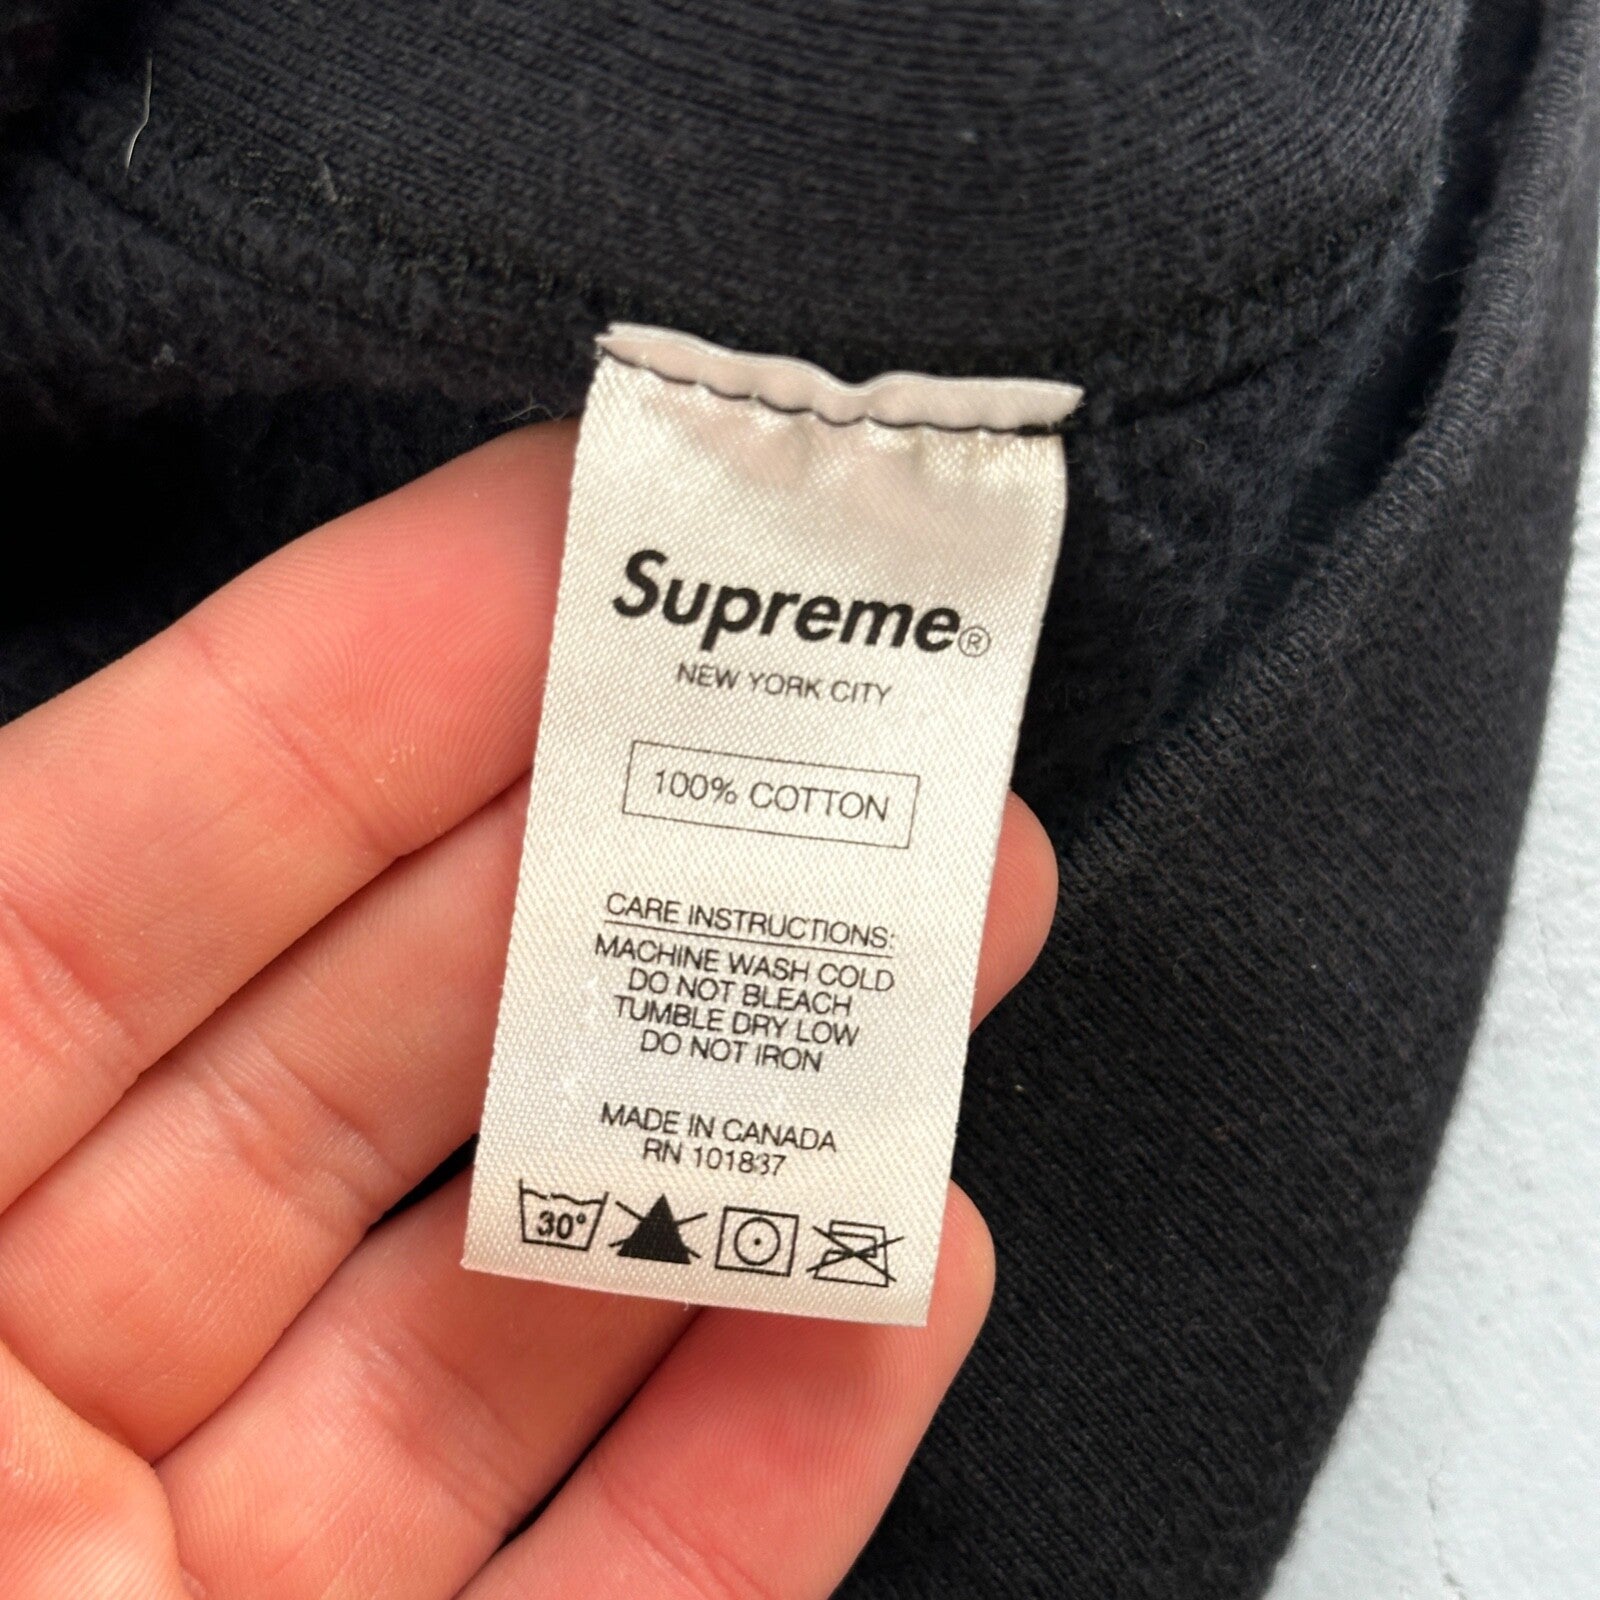 Supreme®
NEW YORK CITY
100% COTTON
CARE INSTRUCTIONS:
MACHINE WASH COLD
DO NOT BLEACH
TUMBLE DRY LOW
DO NOT IRON
MADE IN CANADA
RN 101837
30°